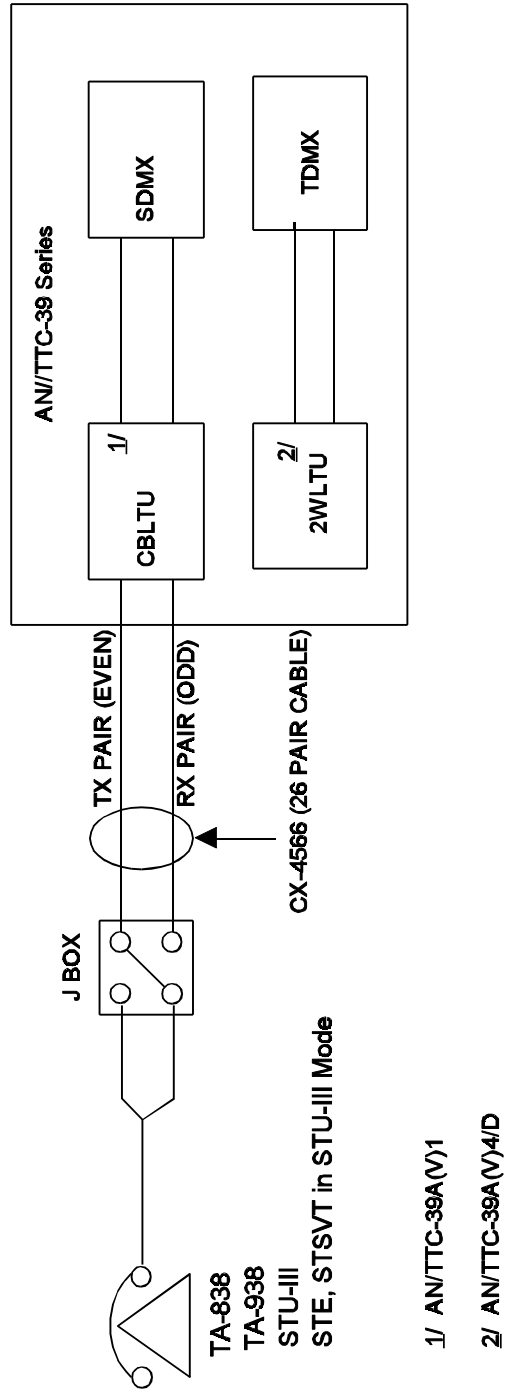 TA-838
TA-938
STU-III
STE, STSVT in STU-III Mode
J BOX
TX PAIR (EVEN)
RX PAIR (ODD)
CX-4566 (26 PAIR CABLE)
AN//TTC-39 Series
CBLTU
1/
SDMX
2WLTU
2/
TDMX
1/ AN/TTC-39A(V)1
2/ AN/TTC-39A(V)4/D